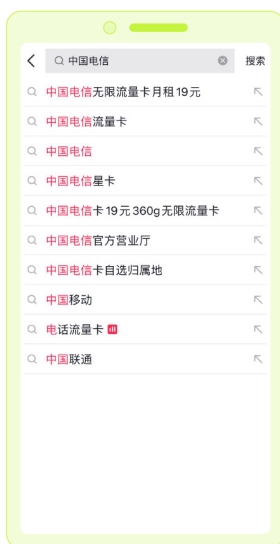 中国电信 搜索
中国电信无限流量卡月租19元
中国电信流量卡
中国电信
中国电信星卡
中国电信卡19元360g无限流量卡
中国电信官方营业厅
中国电信卡自选归属地
中国移动
电话流量卡
中国联通